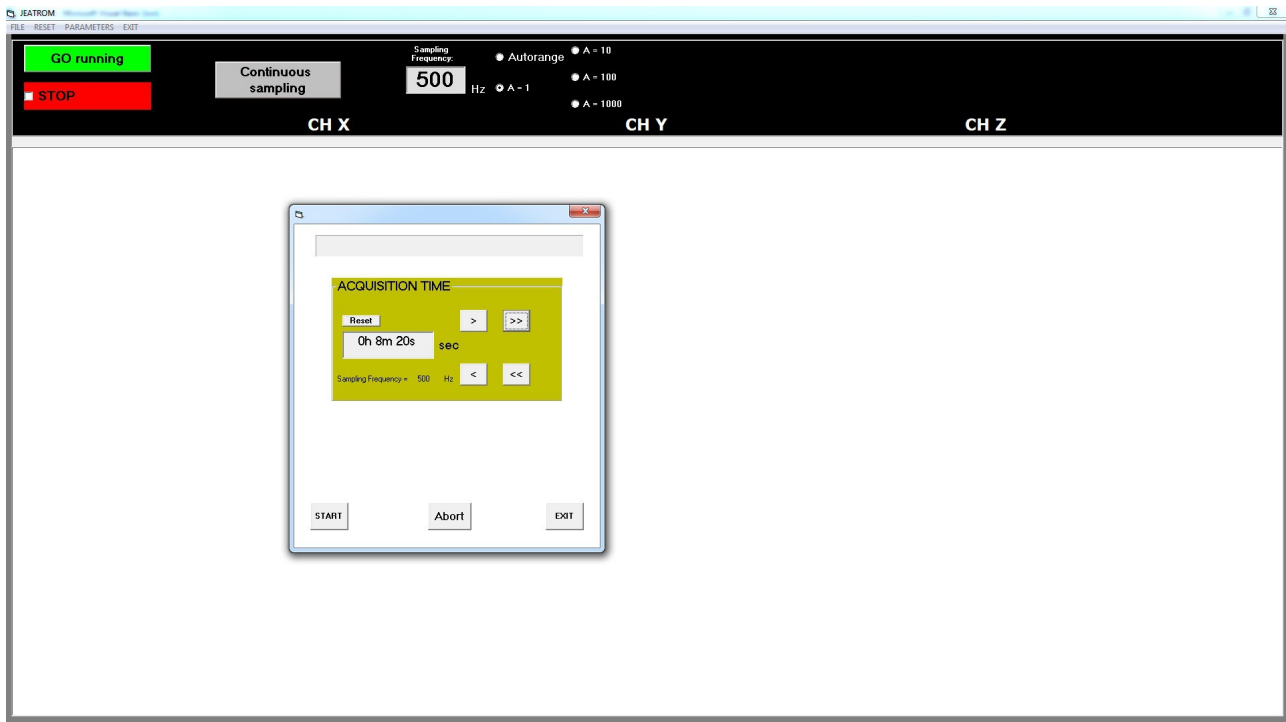 JEATROM
FILE RESET PARAMETERS EXIT
GO running
STOP
Continuous
sampling
Sampling
Frequency:
500 Hz
Autorange
A - 1
A - 10
A - 100
A - 1000
CH X CH Y CH Z
ACQUISITION TIME
Reset
> >>
0h 8m 20s sec
Sampling Frequency = 500 Hz
< <<
START Abort EXIT